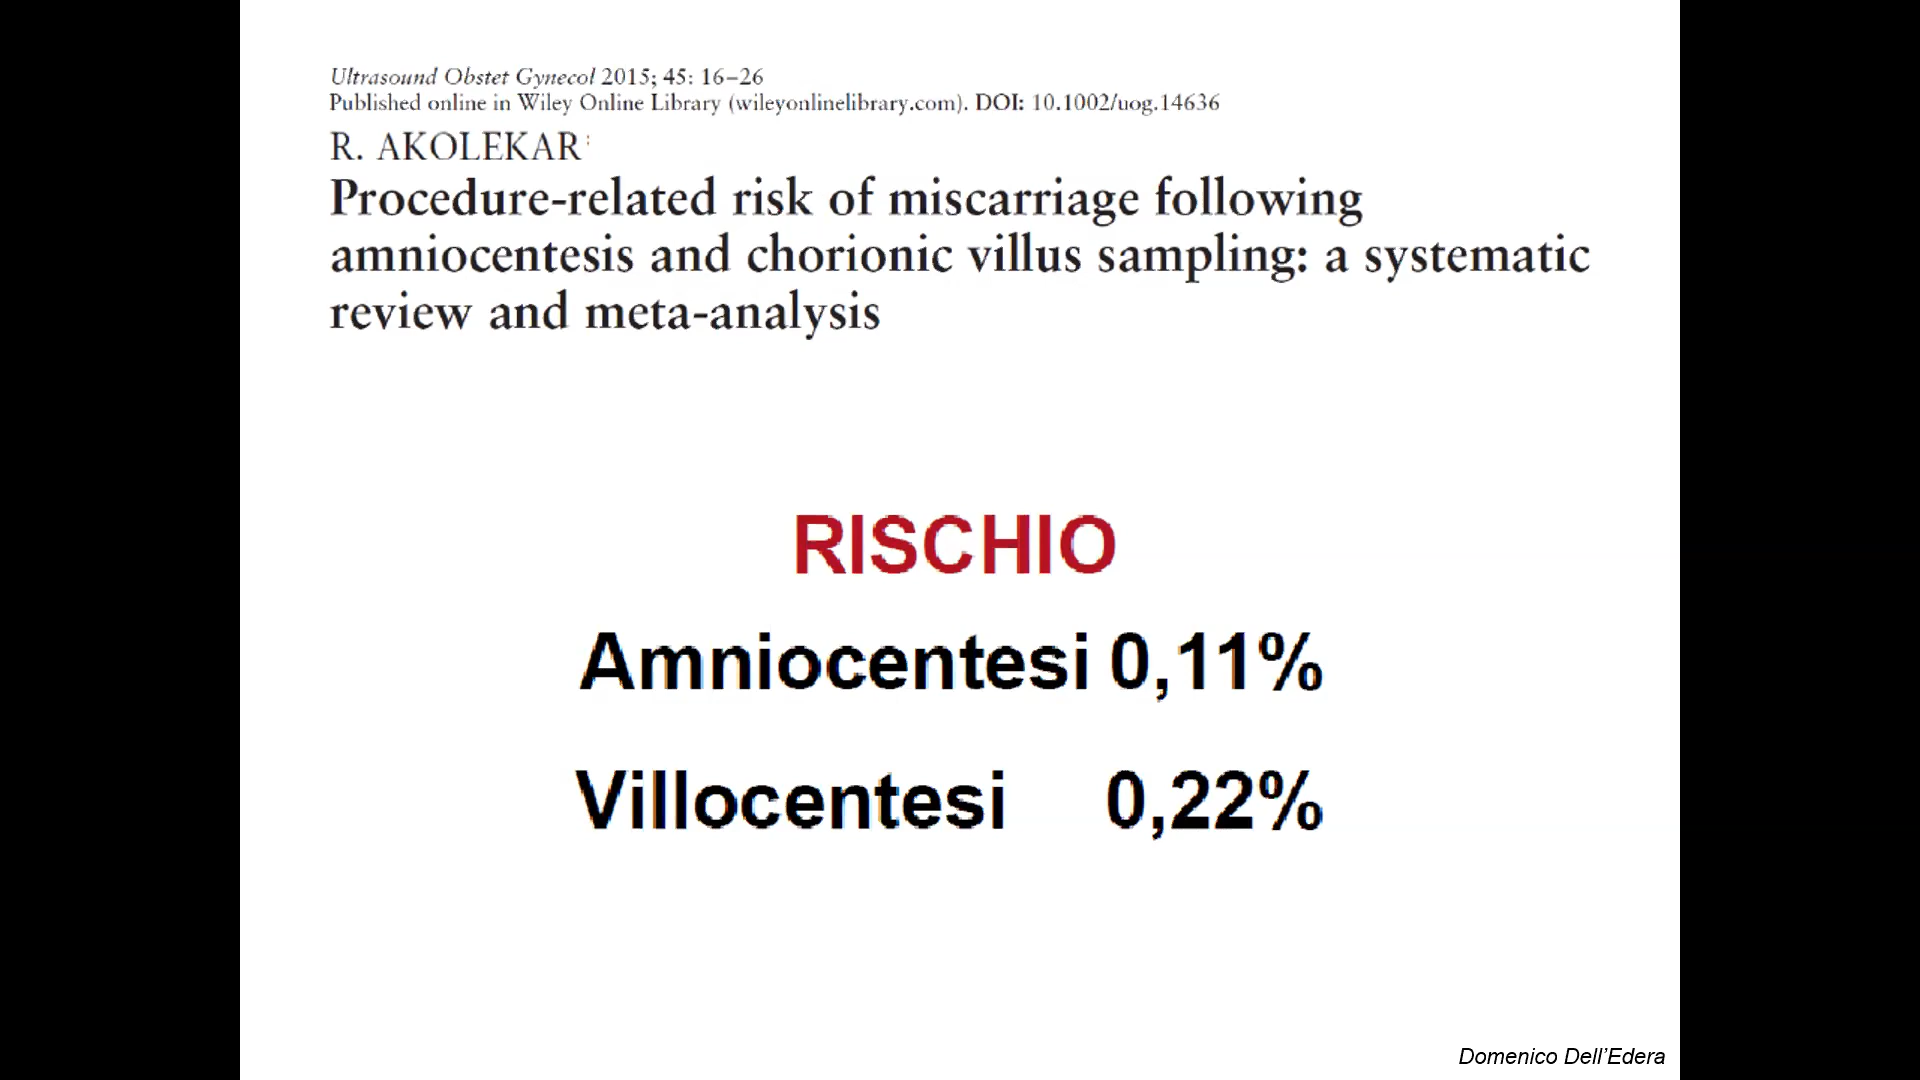 Ultrasound Obstet Gynecol 2015; 45: 16–26
Published online in Wiley Online Library (wileyonlinelibrary.com). DOI: 10.1002/uog.14636
R. AKOLEKAR
Procedure-related risk of miscarriage following
amniocentesis and chorionic villus sampling: a systematic
review and meta-analysis
RISCHIO
Amniocentesi 0,11%
Villocentesi 0,22%
Domenico Dell’Edera